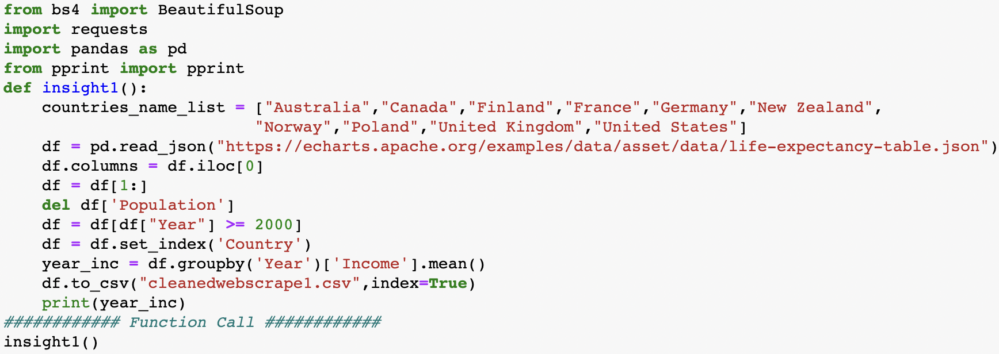 from bs4 import BeautifulSoup
import requests
import pandas as pd
from pprint import pprint
def insight1():
    countries_name_list = ["Australia","Canada","Finland","France","Germany","New Zealand",
                          "Norway","Poland","United Kingdom","United States"]
    df = pd.read_json("https://echarts.apache.org/examples/data/asset/data/life-expectancy-table.json")
    df.columns = df.iloc[0]
    df = df[1:]
    del df['Population']
    df = df[df["Year"] >= 2000]
    df = df.set_index('Country')
    year_inc = df.groupby('Year')['Income'].mean()
    df.to_csv("cleanedwebscrape1.csv",index=True)
    print(year_inc)
############ Function Call ############
insight1()